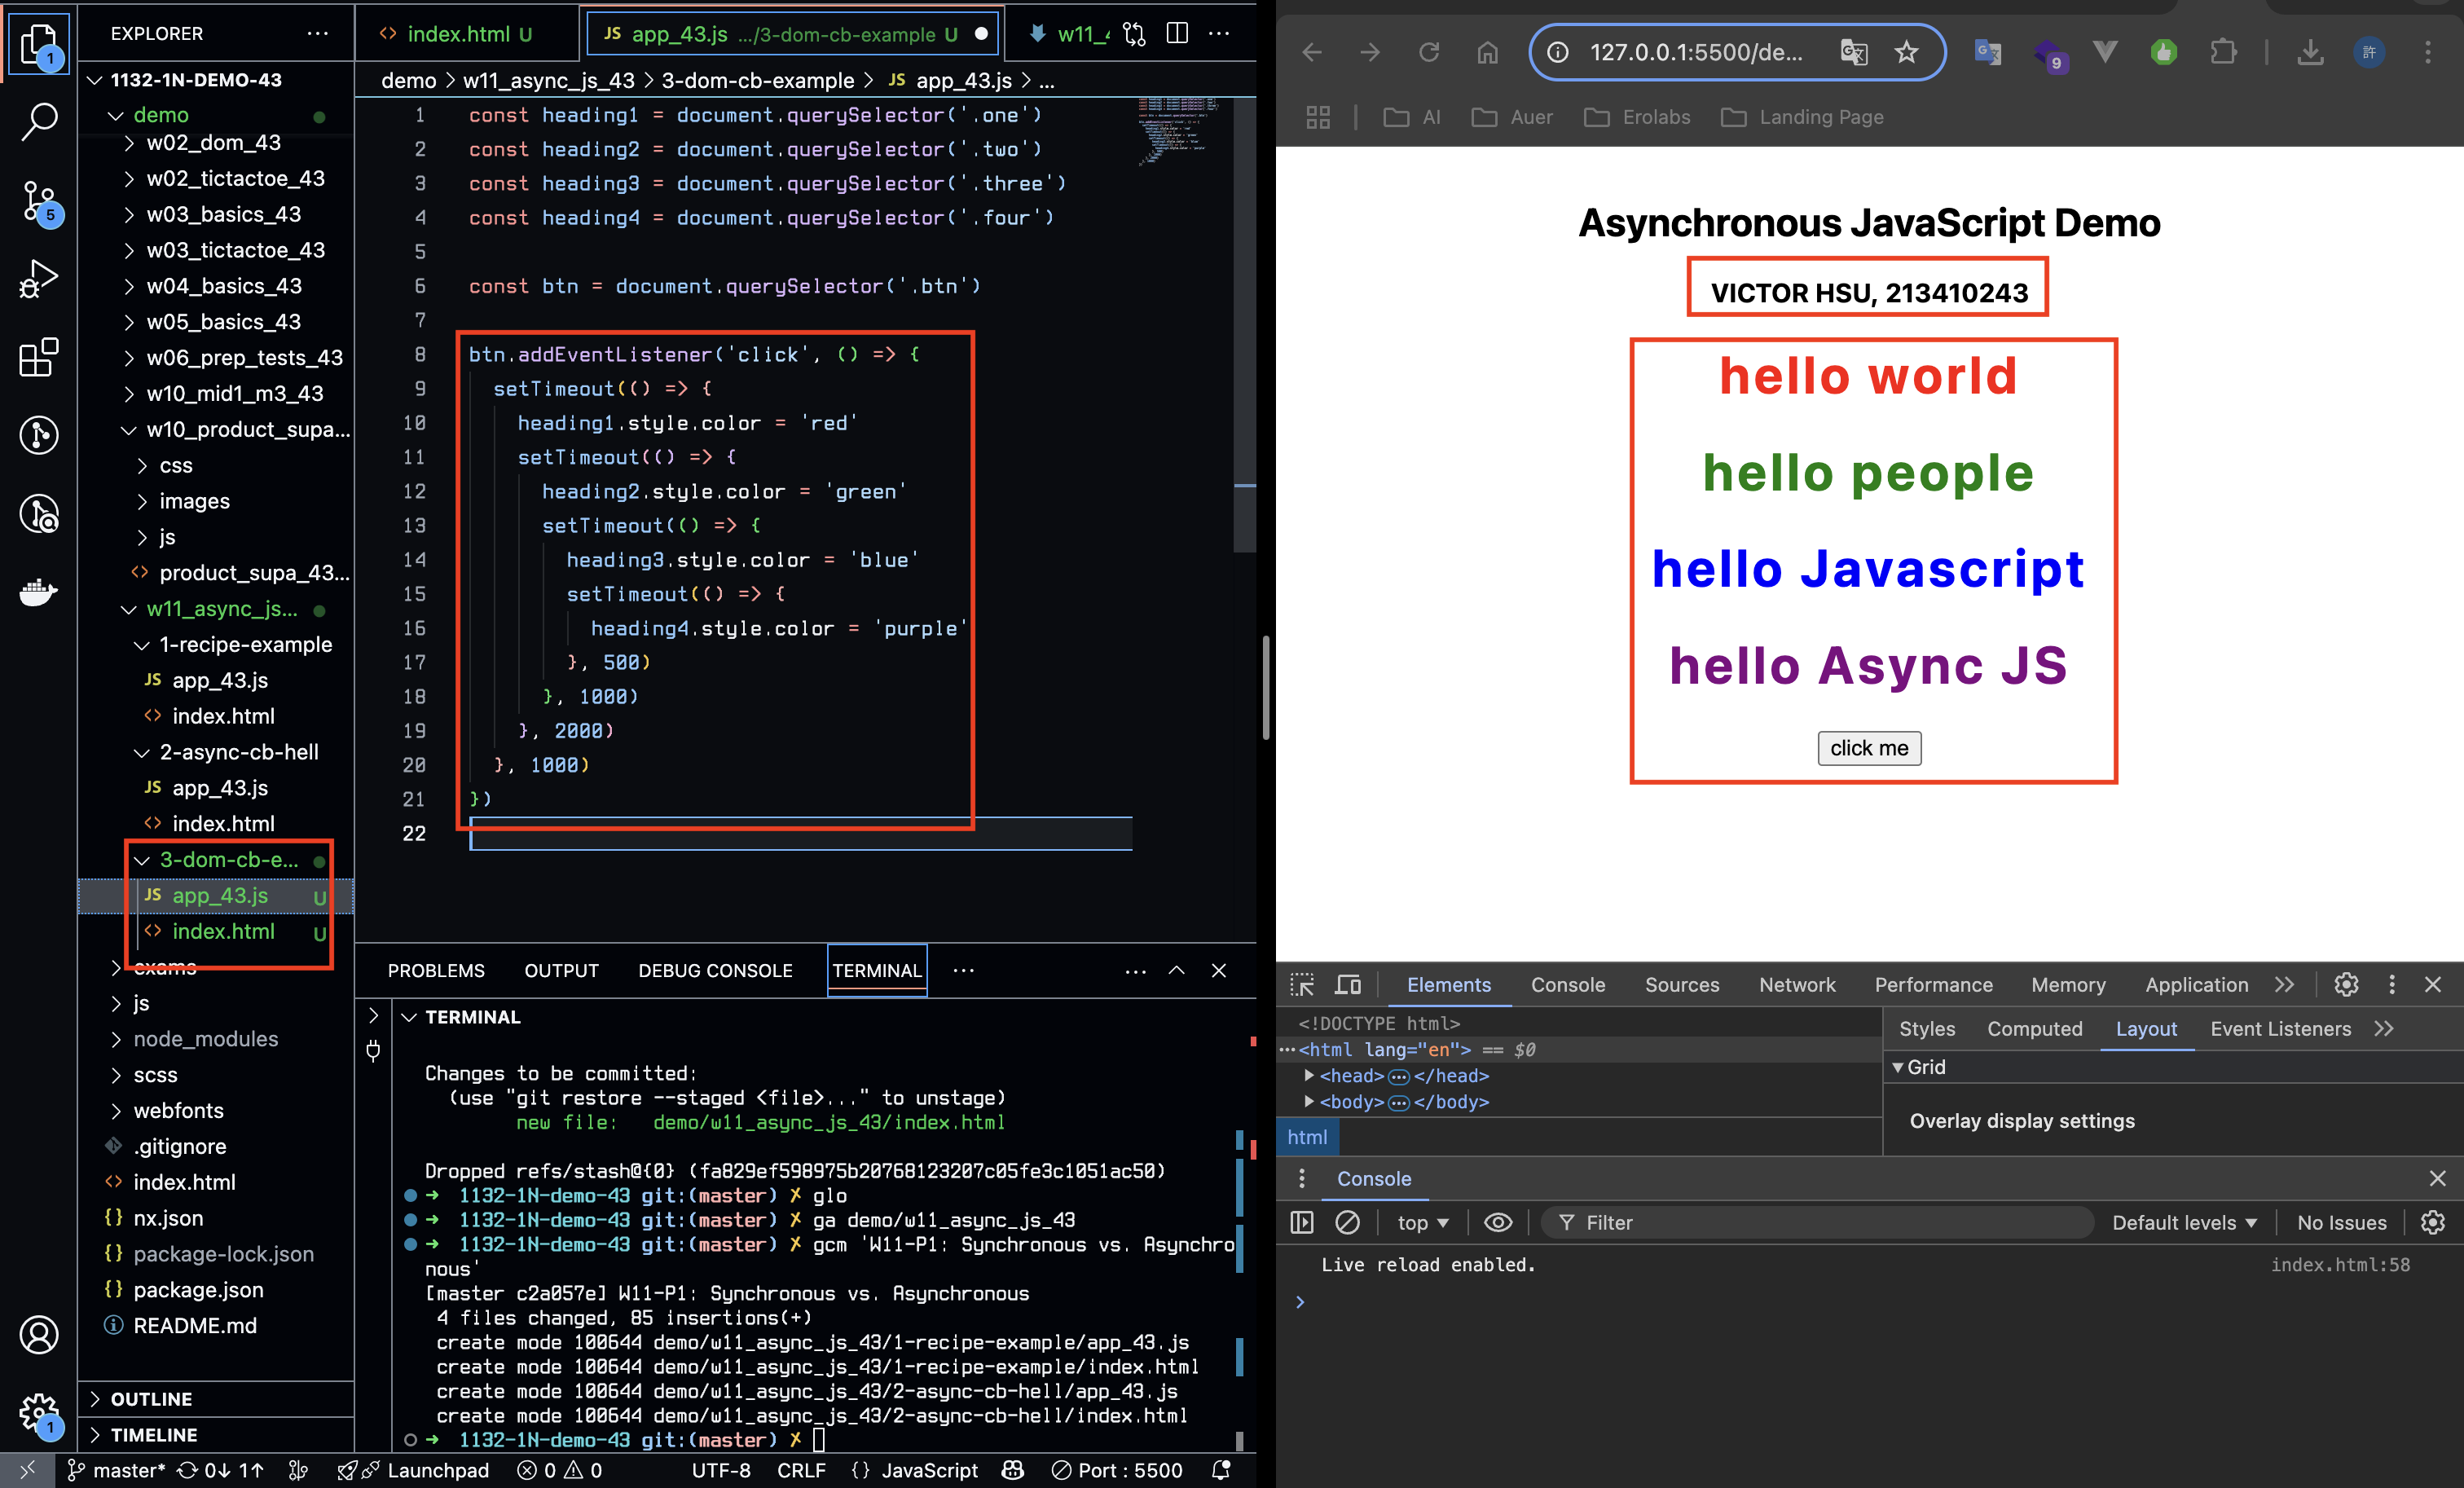 EXPLORER
1132-1N-DEMO-43
demo
w02_dom_43
w02_tictactoe_43
w03_basics_43
w03_tictactoe_43
w04_basics_43
w05_basics_43
w06_prep_tests_43
w10_mid1_m3_43
w10_product_supa...
css
images
js
product_supa_43...
w11_async_js...
1-recipe-example
JS app_43.js
<> index.html
2-async-cb-hell
JS app_43.js
<> index.html
3-dom-cb-e...
JS app_43.js U
<> index.html U
exams
js
node_modules
scss
webfonts
.gitignore
<> index.html
{} nx.json
{} package-lock.json
{} package.json
README.md
OUTLINE
TIMELINE
1
5
1
<> index.html U
JS app_43.js .../3-dom-cb-example U
demo > w11_async_js_43 > 3-dom-cb-example > JS app_43.js > ...
1 const heading1 = document.querySelector('.one')
2 const heading2 = document.querySelector('.two')
3 const heading3 = document.querySelector('.three')
4 const heading4 = document.querySelector('.four')
5
6 const btn = document.querySelector('.btn')
7
8 btn.addEventListener('click', () => {
9 setTimeout(() => {
10 heading1.style.color = 'red'
11 setTimeout(() => {
12 heading2.style.color = 'green'
13 setTimeout(() => {
14 heading3.style.color = 'blue'
15 setTimeout(() => {
16 heading4.style.color = 'purple'
17 }, 500)
18 }, 1000)
19 }, 2000)
20 }, 1000)
21 })
22
PROBLEMS OUTPUT DEBUG CONSOLE TERMINAL ...
TERMINAL
Changes to be committed:
(use "git restore --staged <file>..." to unstage)
new file: demo/w11_async_js_43/index.html
Dropped refs/stash@{0} (fa829ef598975b20768123207c05fe3c1051ac50)
➜ 1132-1N-demo-43 git:(master) ✗ glo
➜ 1132-1N-demo-43 git:(master) ✗ ga demo/w11_async_js_43
➜ 1132-1N-demo-43 git:(master) ✗ gcm 'W11-P1: Synchronous vs. Asynchro
nous'
[master c2a057e] W11-P1: Synchronous vs. Asynchronous
4 files changed, 85 insertions(+)
create mode 100644 demo/w11_async_js_43/1-recipe-example/app_43.js
create mode 100644 demo/w11_async_js_43/1-recipe-example/index.html
create mode 100644 demo/w11_async_js_43/2-async-cb-hell/app_43.js
create mode 100644 demo/w11_async_js_43/2-async-cb-hell/index.html
➜ 1132-1N-demo-43 git:(master) ✗
master* 0↓ 1↑ Launchpad 0 0 UTF-8 CRLF {} JavaScript Port : 5500
127.0.0.1:5500/de...
9
許
AI Auer Erolabs Landing Page
Asynchronous JavaScript Demo
VICTOR HSU, 213410243
hello world
hello people
hello Javascript
hello Async JS
click me
Elements Console Sources Network Performance Memory Application
<!DOCTYPE html>
<html lang="en"> == $0
<head>...</head>
<body>...</body>
html
Styles Computed Layout Event Listeners
Grid
Overlay display settings
Console
top Filter Default levels No Issues
Live reload enabled. index.html:58